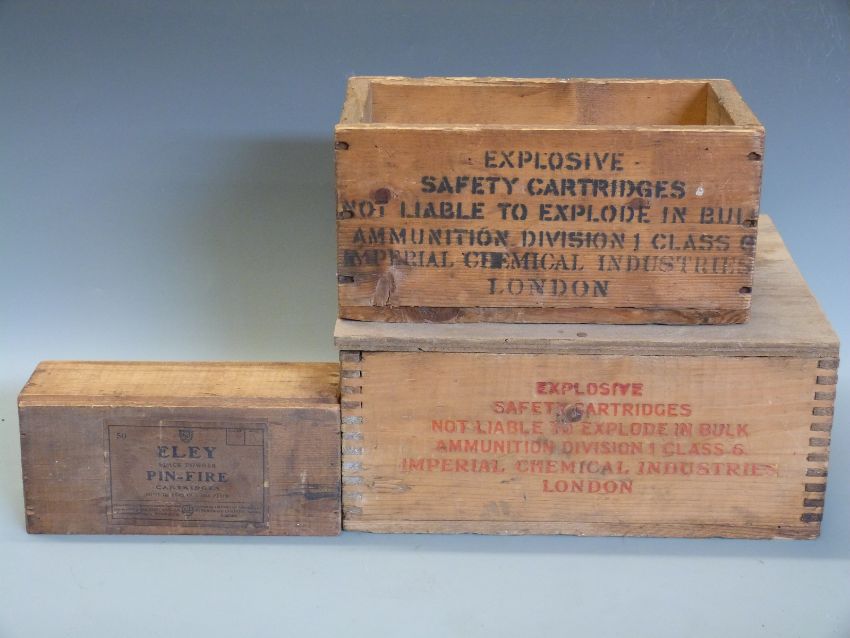 EXPLOSIVE
SAFETY CARTRIDGES
NOT LIABLE TO EXPLODE IN BULK
AMMUNITION DIVISION 1 CLASS 6
IMPERIAL CHEMICAL INDUSTRIES
LONDON
EXPLOSIVE
SAFETY CARTRIDGES
NOT LIABLE TO EXPLODE IN BULK
AMMUNITION DIVISION 1 CLASS 6.
IMPERIAL CHEMICAL INDUSTRIES
LONDON
50
ELEY
BLACK POWDER
PIN-FIRE
CARTRIDGES